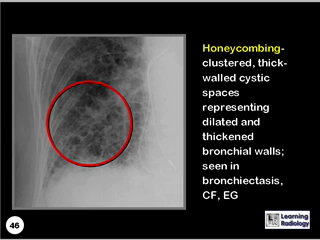 Honeycombing-
clustered, thick-
walled cystic
spaces
representing
dilated and
thickened
bronchial walls;
seen in
bronchiectasis,
CF, EG
46
Learning
Radiology